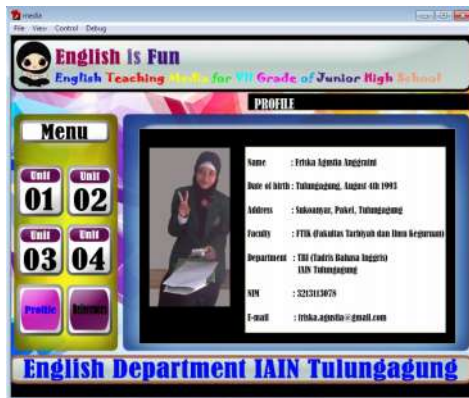 media
File View Control Debug
English is Fun
English Teaching Media for VII Grade of Junior High School
PROFILE
Menu
Unit
01
Unit
02
Unit
03
Unit
04
Profile
References
Name : Friska Agustia Anggraini
Date of birth : Tulungagung, August 4th 1993
Address : Sukoanyar, Pakel, Tulungagung
Faculty : FTIK (Fakultas Tarbiyah dan Ilmu Keguruan)
Department : TBI (Tadris Bahasa Inggris)
IAIN Tulungagung
NIM : 3213113078
E-mail : friska.agustia@gmail.com
English Department IAIN Tulungagung